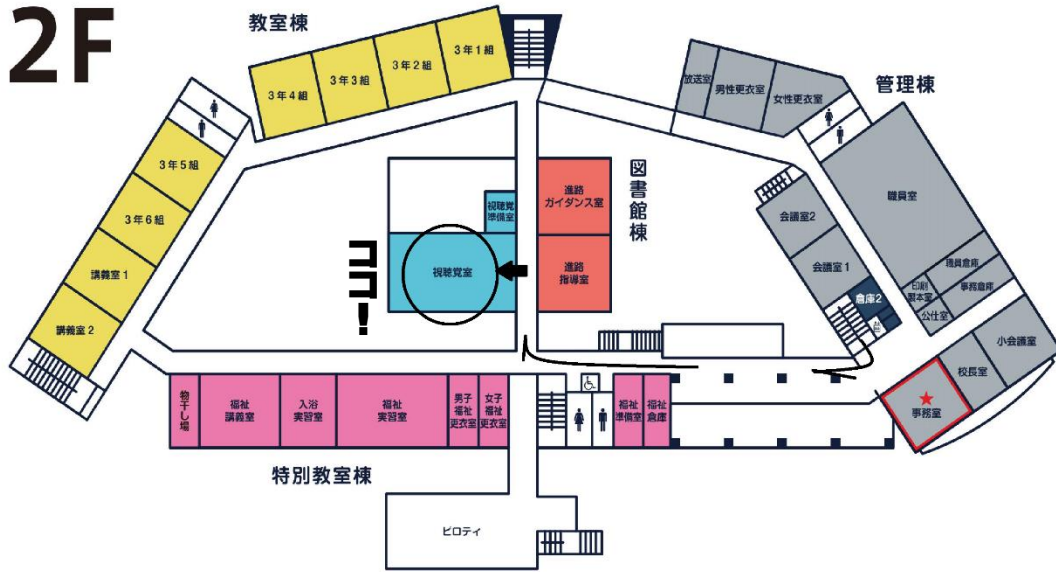 2F
教室棟
3年1組
3年2組
3年3組
3年4組
3年5組
3年6組
講義室1
講義室2
放送室
男性更衣室
女性更衣室
管理棟
職員室
会議室2
会議室1
倉庫2
職員倉庫
事務倉庫
印刷
製本室
公仕室
小会議室
校長室
★
事務室
視聴覚
準備室
視聴覚室
ココ!
進路
ガイダンス室
進路
指導室
図書館棟
物干し場
福祉
講義室
入浴
実習室
福祉
実習室
男子
福祉
更衣室
女子
福祉
更衣室
福祉
準備室
福祉
倉庫
特別教室棟
ピロティ